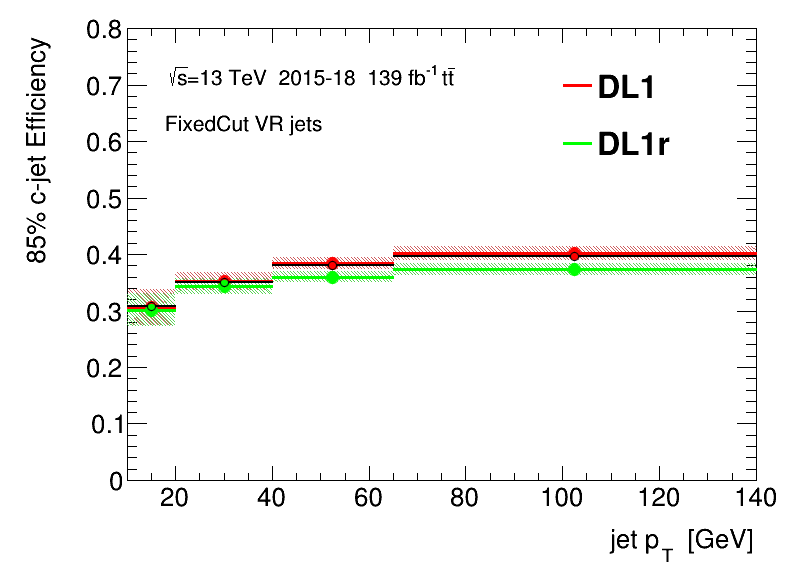 85% c-jet Efficiency
0.8
0.7
0.6
0.5
0.4
0.3
0.2
0.1
0
√s=13 TeV 2015-18 139 fb⁻¹ tt̄
FixedCut VR jets
DL1
DL1r
20 40 60 80 100 120 140
jet p_T [GeV]